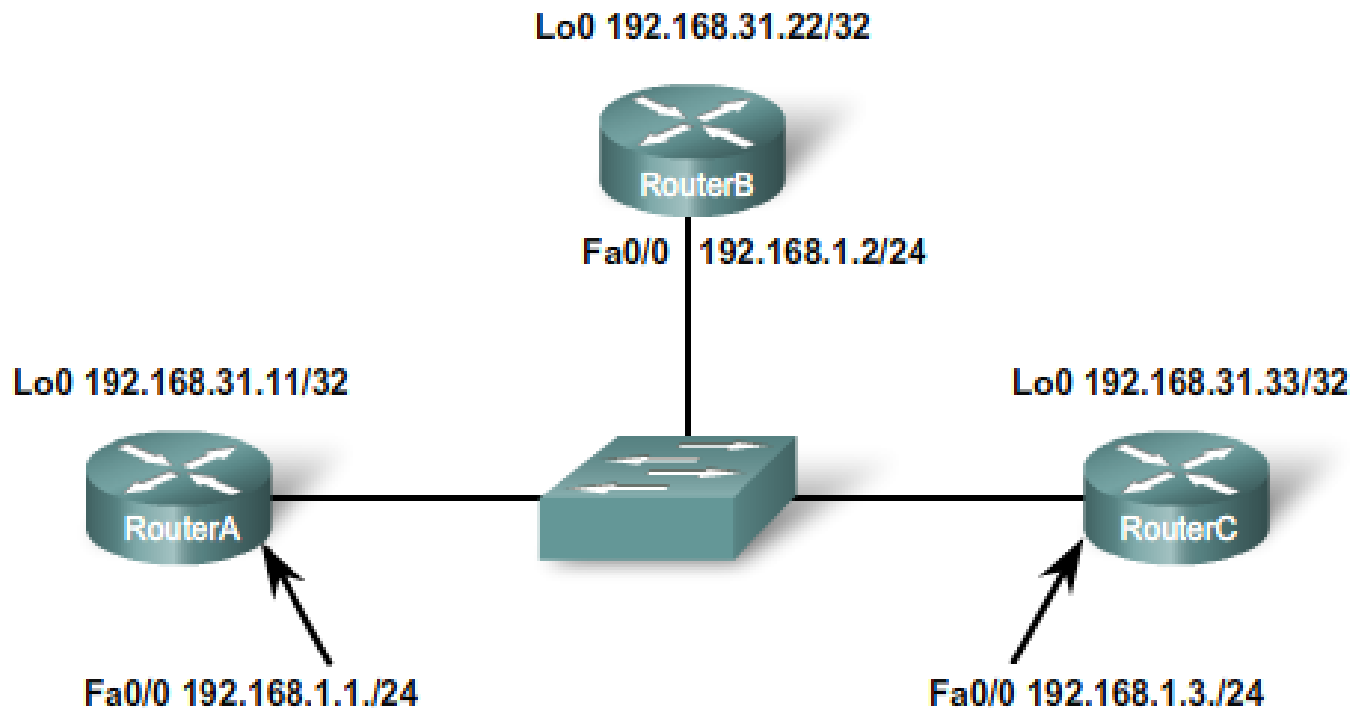 Lo0 192.168.31.22/32
RouterB
Fa0/0 192.168.1.2/24
Lo0 192.168.31.11/32
Lo0 192.168.31.33/32
RouterA
RouterC
Fa0/0 192.168.1.1./24
Fa0/0 192.168.1.3./24